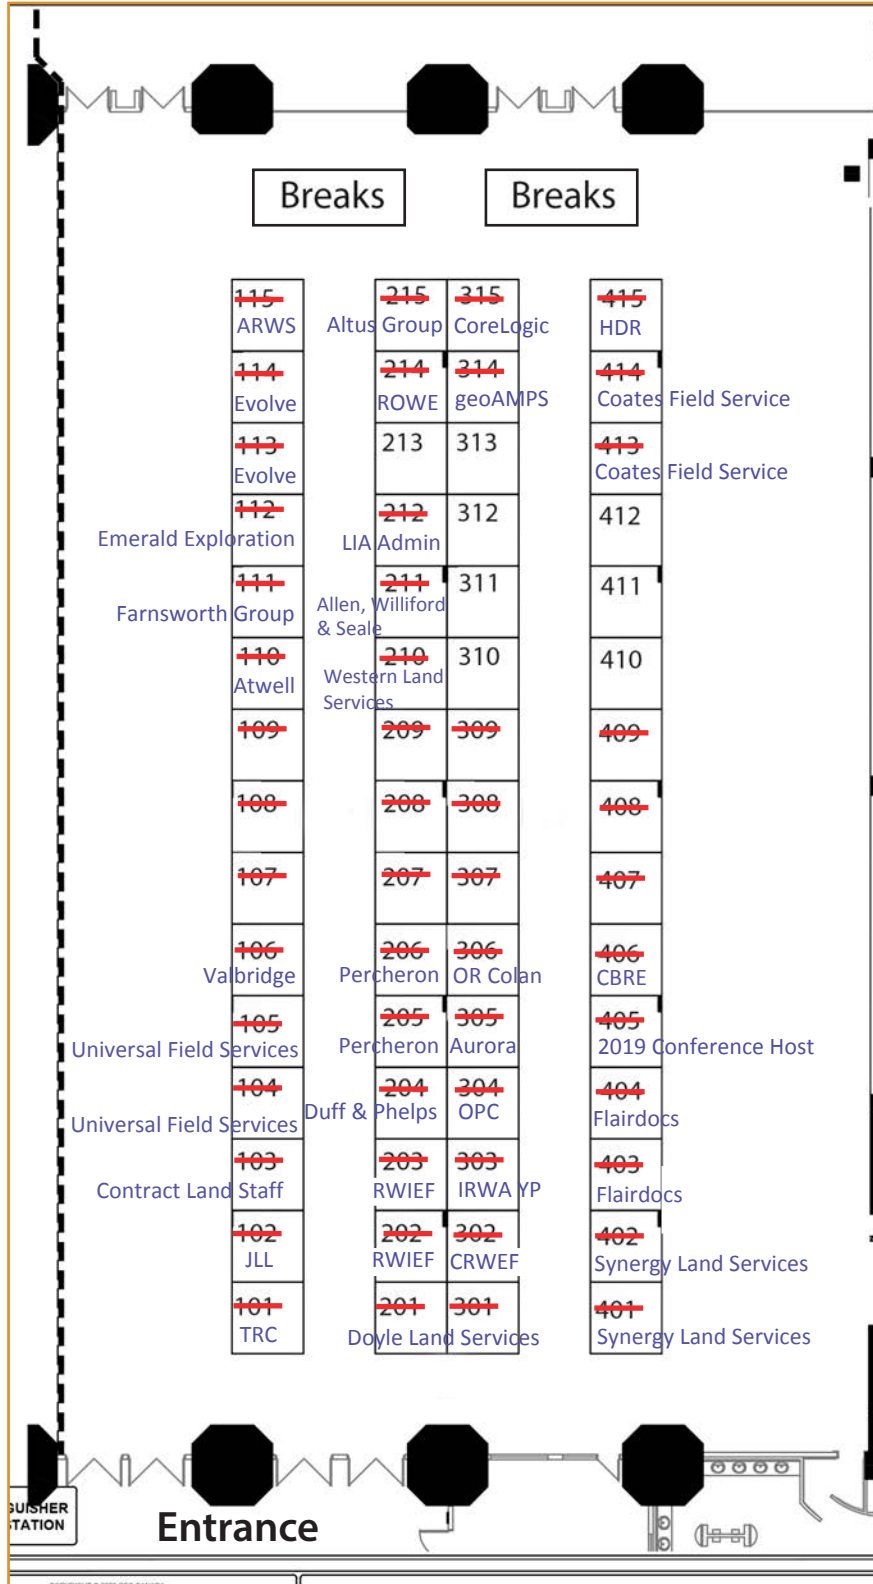 Breaks Breaks
115 215 315 415
ARWS Altus Group CoreLogic HDR
114 214 314 414
Evolve ROWE geoAMPS Coates Field Service
113 213 313 413
Evolve Coates Field Service
112 212 312 412
Emerald Exploration LIA Admin
111 211 311 411
Farnsworth Group Allen, Williford
& Seale
110 210 310 410
Atwell Western Land
Services
109 209 309 409
108 208 308 408
107 207 307 407
106 206 306 406
Valbridge Percheron OR Colan CBRE
105 205 305 405
Universal Field Services Percheron Aurora 2019 Conference Host
104 204 304 404
Universal Field Services Duff & Phelps OPC Flairdocs
103 203 303 403
Contract Land Staff RWIEF IRWA YP Flairdocs
102 202 302 402
JLL RWIEF CRWEF Synergy Land Services
101 201 301 401
TRC Doyle Land Services Synergy Land Services
GUISHER
TATION
Entrance